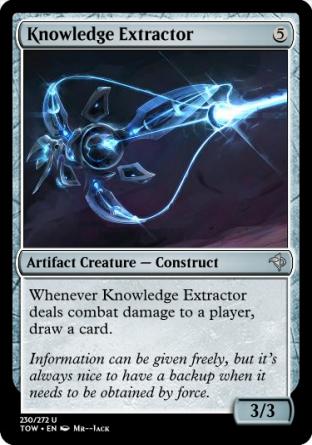 Knowledge Extractor 5
Artifact Creature — Construct
Whenever Knowledge Extractor
deals combat damage to a player,
draw a card.
Information can be given freely, but it's
always nice to have a backup when it
needs to be obtained by force.
3/3
230/272 U
TOW • EN Mr--Jack